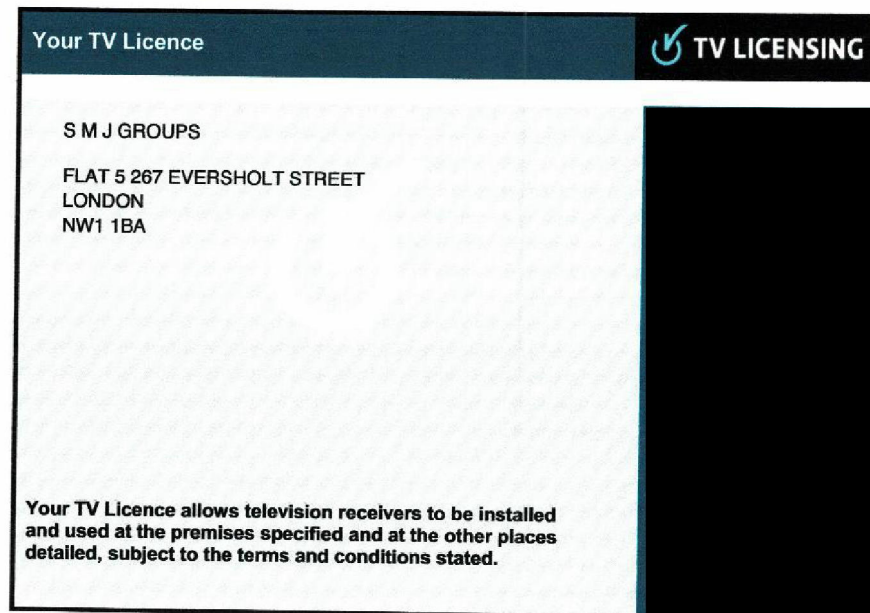 Your TV Licence
TV LICENSING
S M J GROUPS
FLAT 5 267 EVERSHOLT STREET
LONDON
NW1 1BA
Your TV Licence allows television receivers to be installed
and used at the premises specified and at the other places
detailed, subject to the terms and conditions stated.